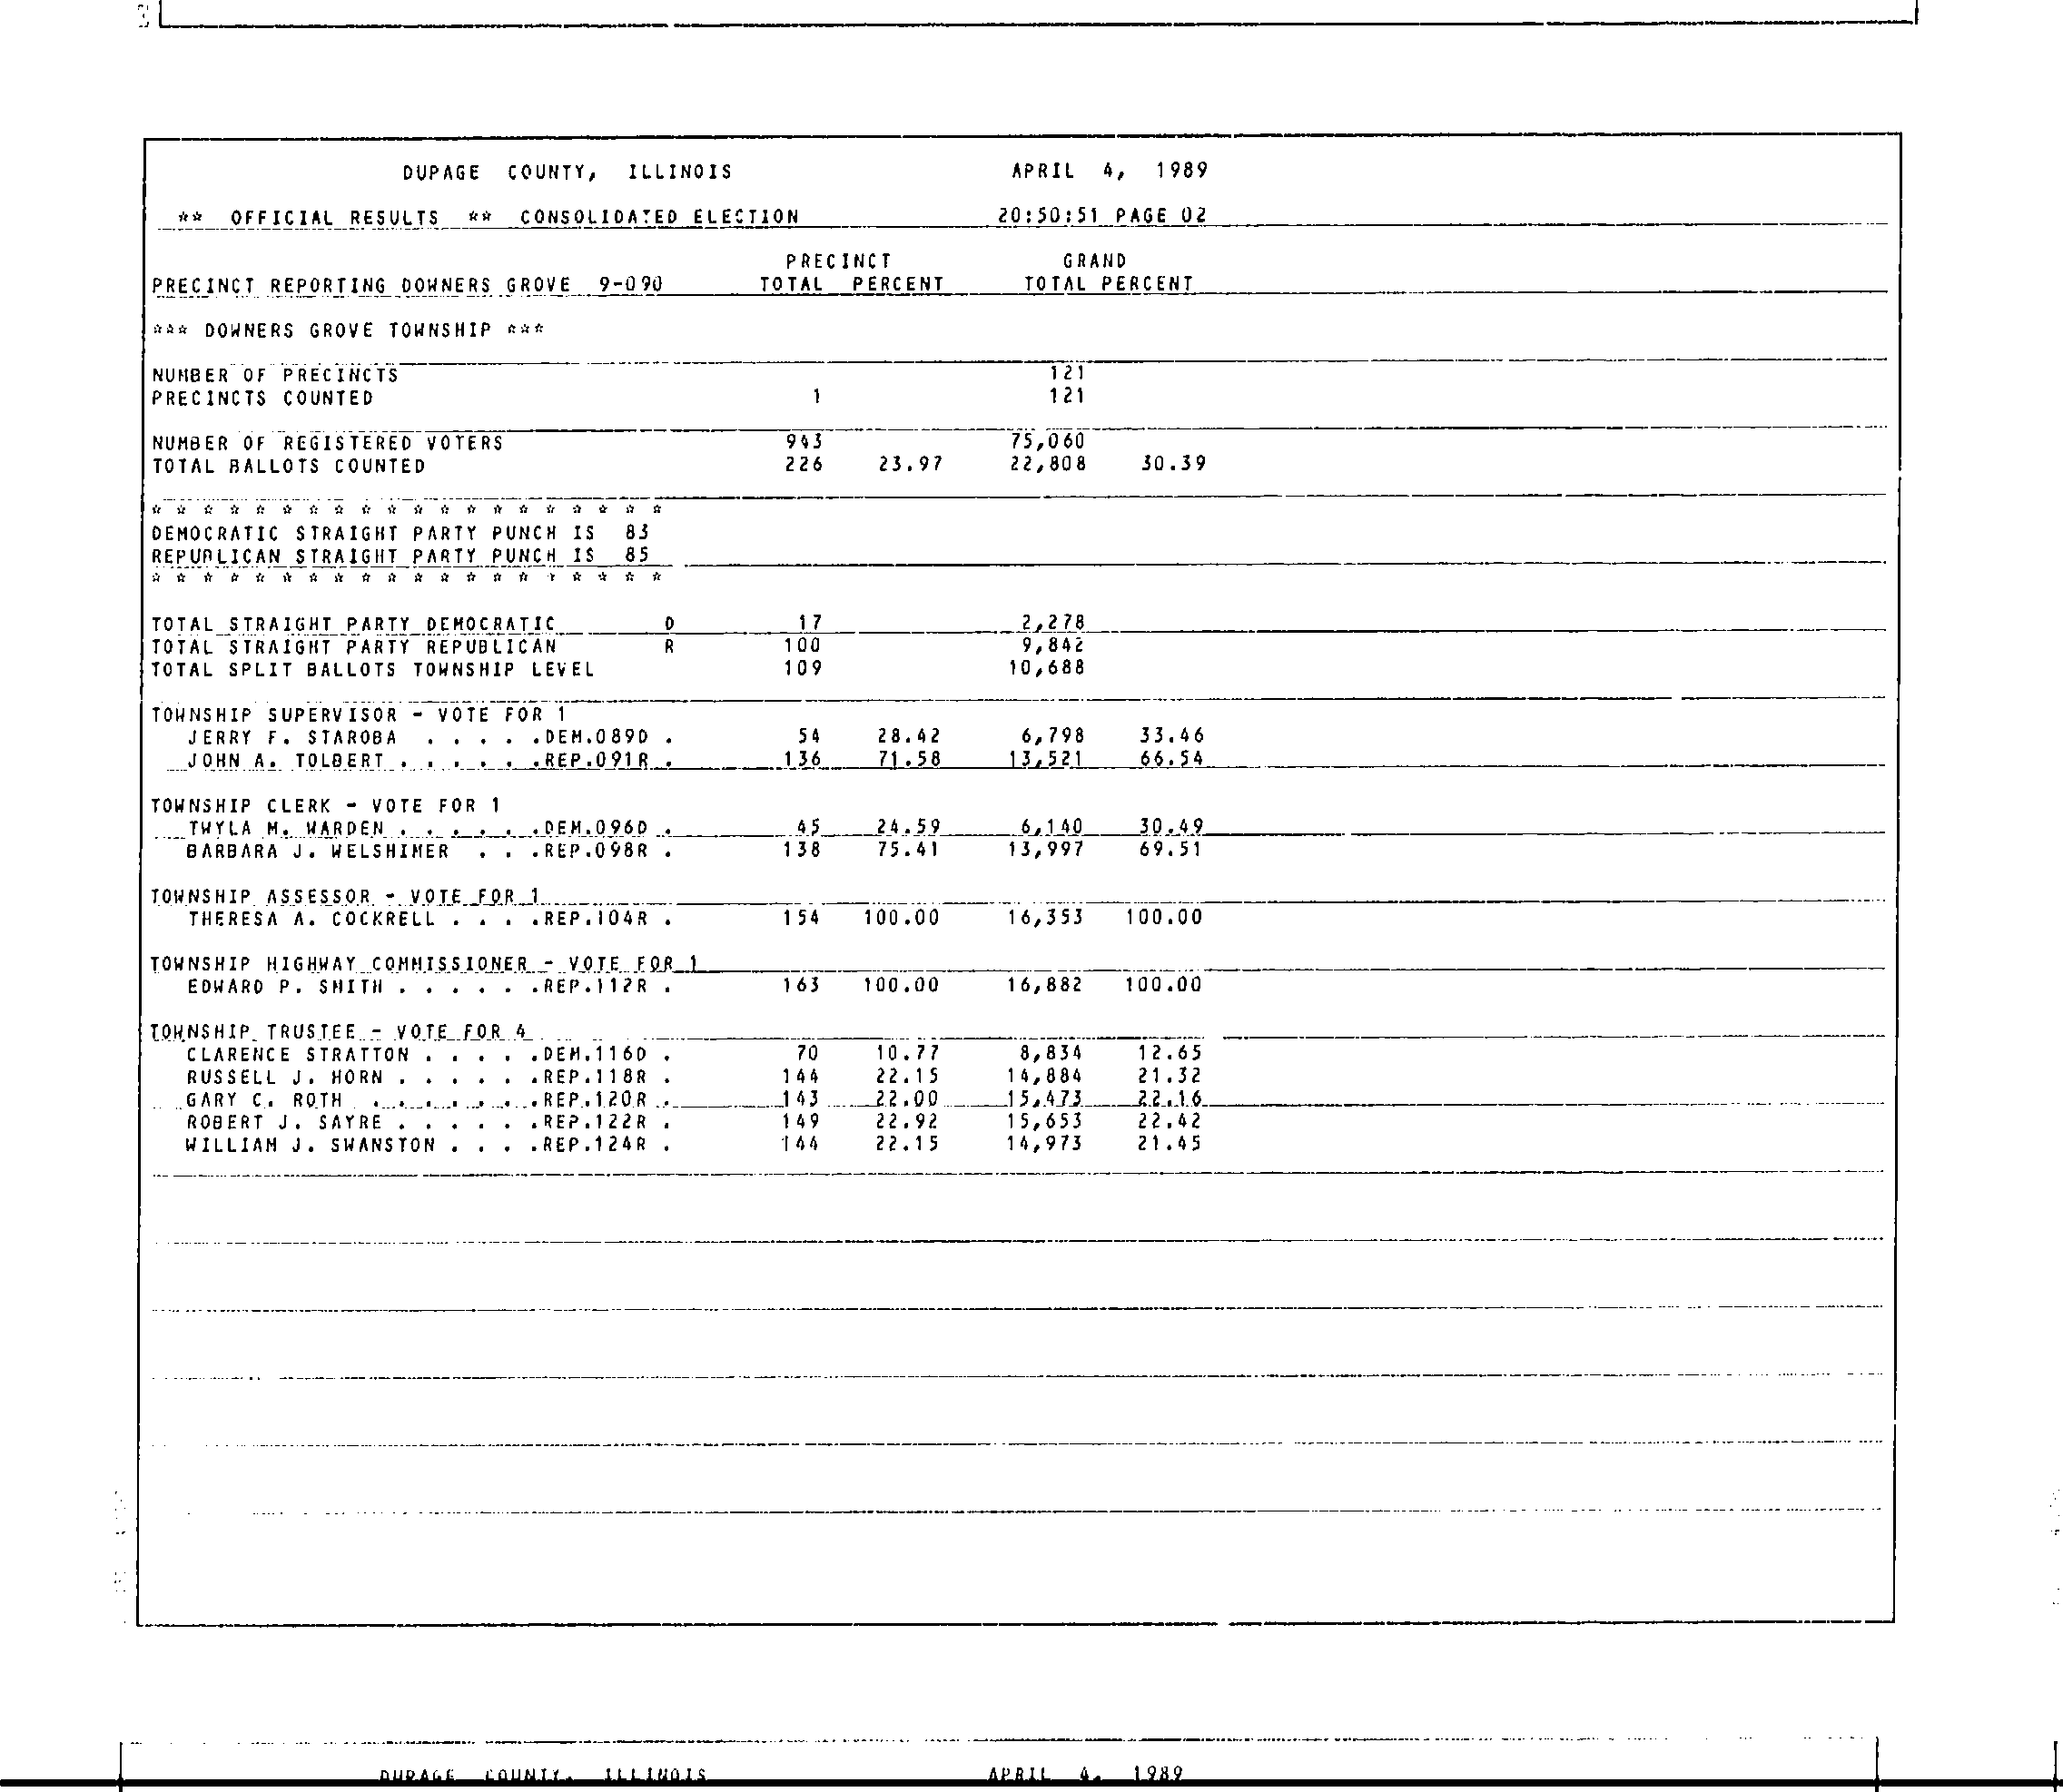 DUPAGE COUNTY, ILLINOIS APRIL 4, 1989
** OFFICIAL RESULTS ** CONSOLIDATED ELECTION 20:50:51 PAGE 02
PRECINCT GRAND
PRECINCT REPORTING DOWNERS GROVE 9-090 TOTAL PERCENT TOTAL PERCENT
*** DOWNERS GROVE TOWNSHIP ***
NUMBER OF PRECINCTS 121
PRECINCTS COUNTED 1 121
NUMBER OF REGISTERED VOTERS 943 75,060
TOTAL BALLOTS COUNTED 226 23.97 22,808 30.39
* * * * * * * * * * * * * * * * * * * *
DEMOCRATIC STRAIGHT PARTY PUNCH IS 83
REPUBLICAN STRAIGHT PARTY PUNCH IS 85
* * * * * * * * * * * * * * * * * * * *
TOTAL STRAIGHT PARTY DEMOCRATIC D 17 2,278
TOTAL STRAIGHT PARTY REPUBLICAN R 100 9,842
TOTAL SPLIT BALLOTS TOWNSHIP LEVEL 109 10,688
TOWNSHIP SUPERVISOR - VOTE FOR 1
JERRY F. STAROBA . . . . .DEM.089D . 54 28.42 6,798 33.46
JOHN A. TOLBERT . . . . . .REP.091R . 136 71.58 13,521 66.54
TOWNSHIP CLERK - VOTE FOR 1
TWYLA M. WARDEN . . . . . .DEM.096D . 45 24.59 6,140 30.49
BARBARA J. WELSHIMER . . .REP.098R . 138 75.41 13,997 69.51
TOWNSHIP ASSESSOR - VOTE FOR 1
THERESA A. COCKRELL . . . .REP.104R . 154 100.00 16,353 100.00
TOWNSHIP HIGHWAY COMMISSIONER - VOTE FOR 1
EDWARD P. SMITH . . . . . .REP.112R . 163 100.00 16,882 100.00
TOWNSHIP TRUSTEE - VOTE FOR 4
CLARENCE STRATTON . . . . .DEM.116D . 70 10.77 8,834 12.65
RUSSELL J. HORN . . . . . .REP.118R . 144 22.15 14,884 21.32
GARY C. ROTH . . . . . . .REP.120R . 143 22.00 15,473 22.16
ROBERT J. SAYRE . . . . . .REP.122R . 149 22.92 15,653 22.42
WILLIAM J. SWANSTON . . . .REP.124R . 144 22.15 14,973 21.45
DUPAGE COUNTY, ILLINOIS APRIL 4, 1989